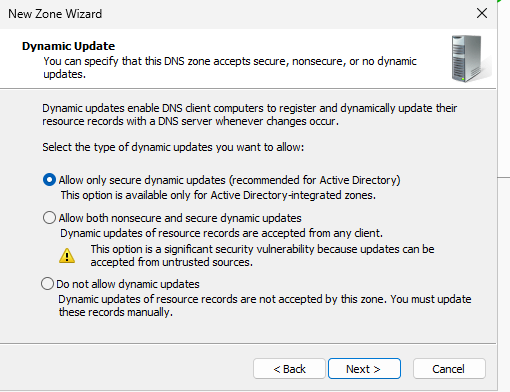 New Zone Wizard
Dynamic Update
You can specify that this DNS zone accepts secure, nonsecure, or no dynamic
updates.
Dynamic updates enable DNS client computers to register and dynamically update their
resource records with a DNS server whenever changes occur.
Select the type of dynamic updates you want to allow:
Allow only secure dynamic updates (recommended for Active Directory)
This option is available only for Active Directory-integrated zones.
Allow both nonsecure and secure dynamic updates
Dynamic updates of resource records are accepted from any client.
This option is a significant security vulnerability because updates can be
accepted from untrusted sources.
Do not allow dynamic updates
Dynamic updates of resource records are not accepted by this zone. You must update
these records manually.
< Back Next > Cancel